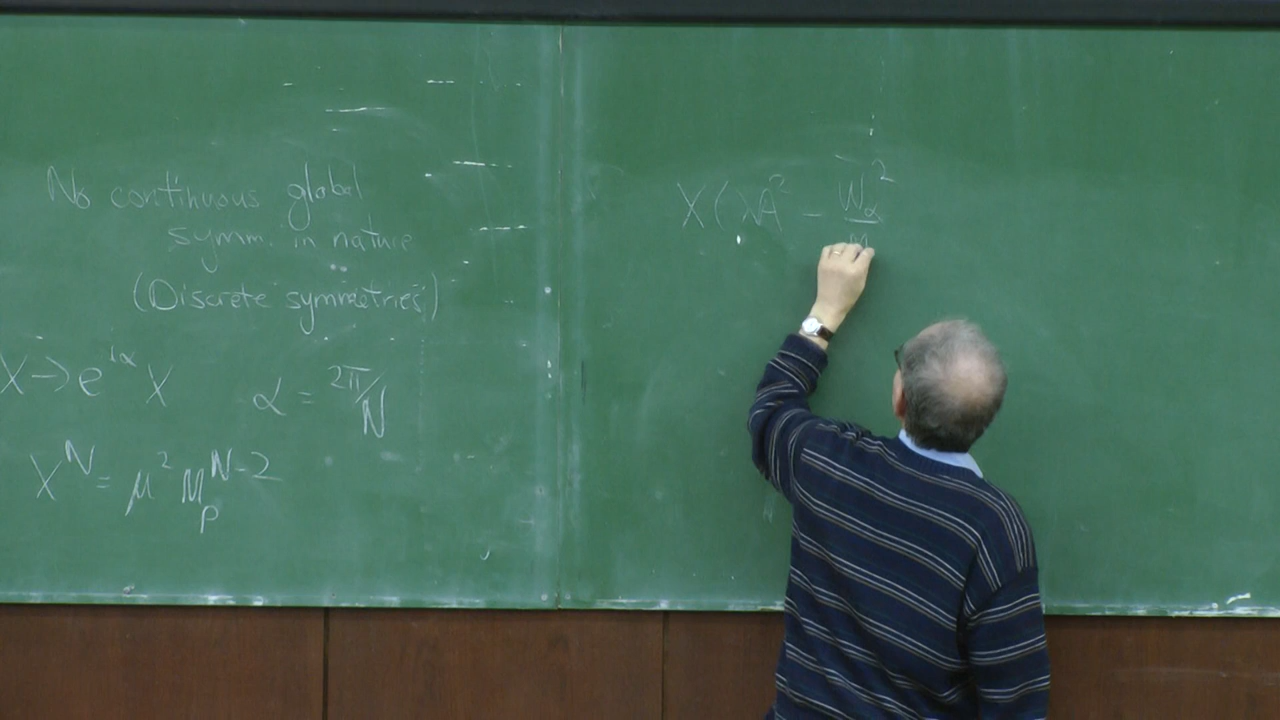 No continuous global
symm. in nature
(Discrete symmetries)
X → e^{iα} X   α = 2π/N
X^N = μ^2 M_p^{N-2}
X(λA^2 - W_α^2